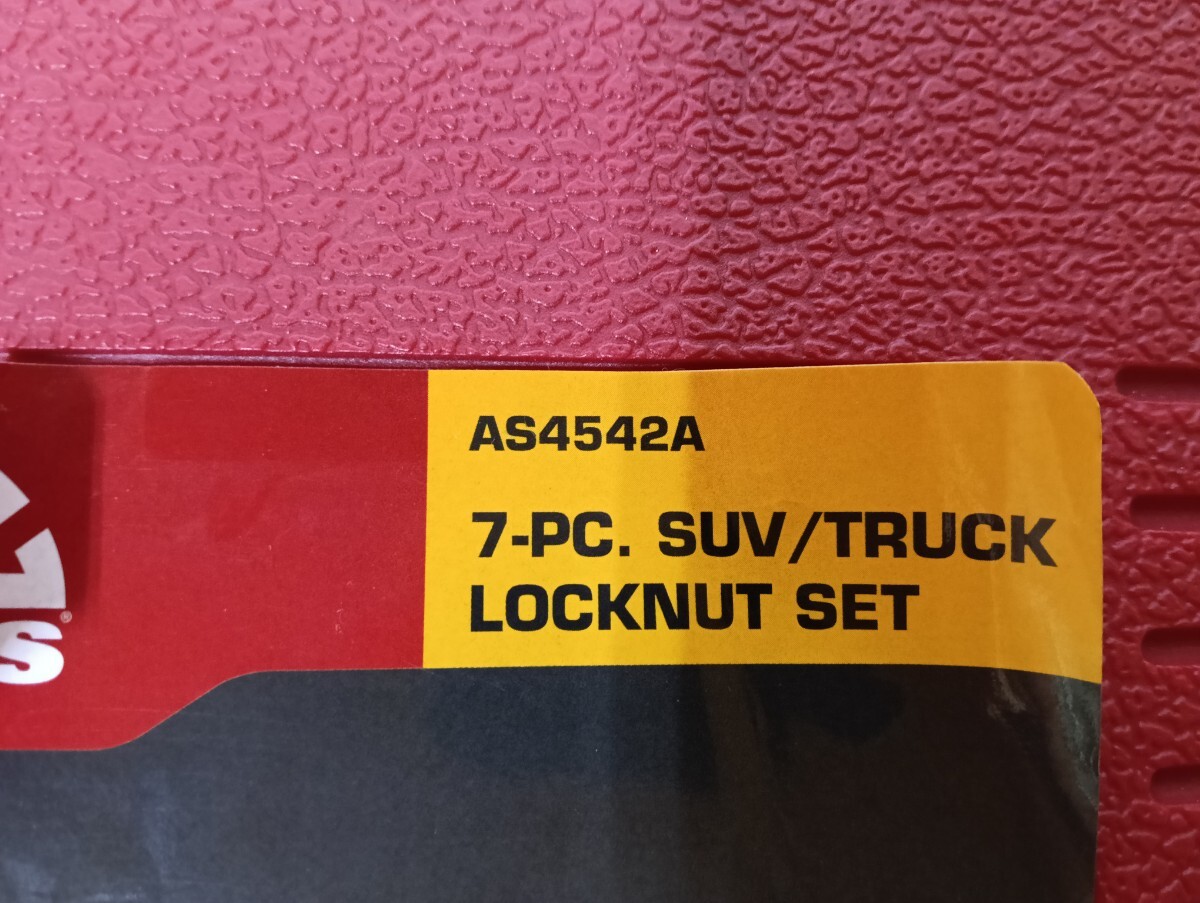 AS4542A
7-PC. SUV/TRUCK
LOCKNUT SET
S®